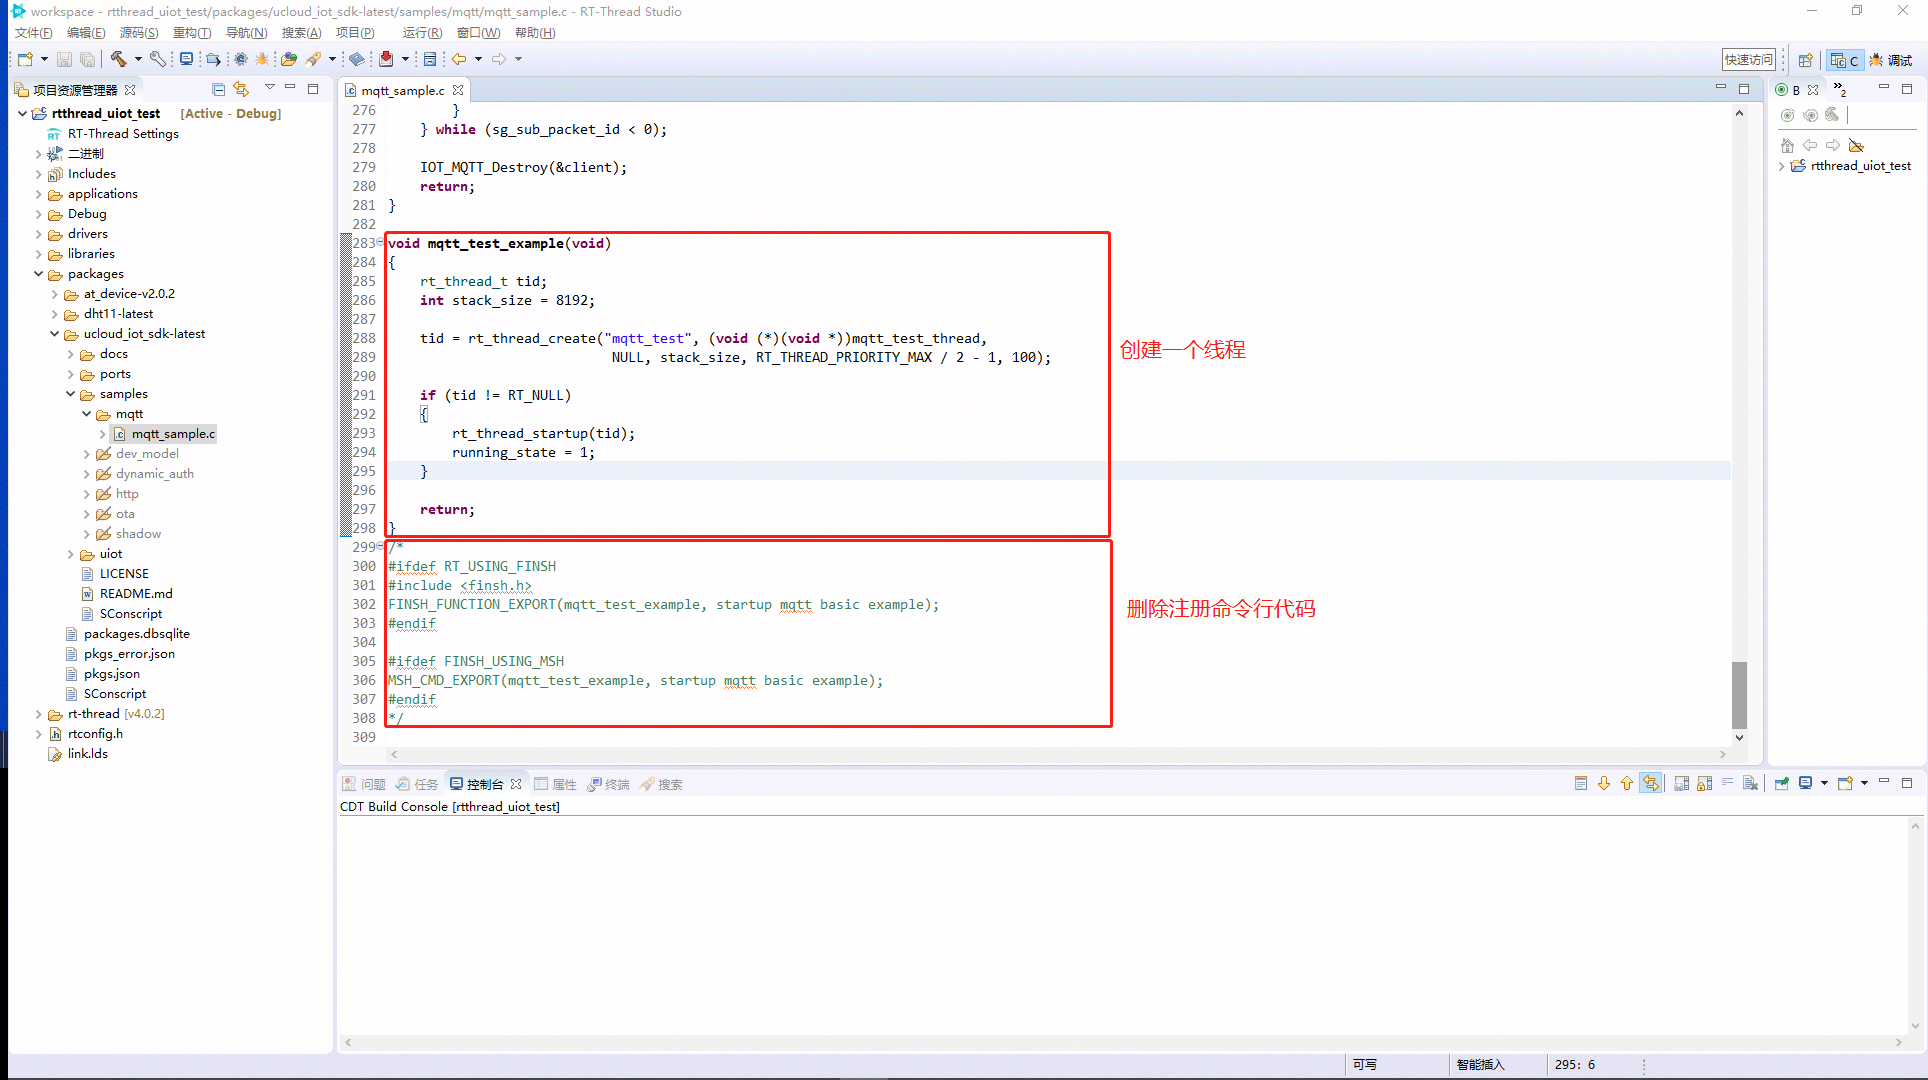 workspace - rtthread_uiot_test/packages/ucloud_iot_sdk-latest/samples/mqtt/mqtt_sample.c - RT-Thread Studio
文件(F) 编辑(E) 源码(S) 重构(T) 导航(N) 搜索(A) 项目(P) 运行(R) 窗口(W) 帮助(H)
快速访问 C 调试
项目资源管理器
rtthread_uiot_test [Active - Debug]
RT-Thread Settings
二进制
Includes
applications
Debug
drivers
libraries
packages
at_device-v2.0.2
dht11-latest
ucloud_iot_sdk-latest
docs
ports
samples
mqtt
mqtt_sample.c
dev_model
dynamic_auth
http
ota
shadow
uiot
LICENSE
README.md
SConscript
packages.dbsqlite
pkgs_error.json
pkgs.json
SConscript
rt-thread [v4.0.2]
rtconfig.h
link.lds
mqtt_sample.c
276 }
277 } while (sg_sub_packet_id < 0);
278
279 IOT_MQTT_Destroy(&client);
280 return;
281 }
282
283 void mqtt_test_example(void)
284 {
285 rt_thread_t tid;
286 int stack_size = 8192;
287
288 tid = rt_thread_create("mqtt_test", (void (*)(void *))mqtt_test_thread,
289 NULL, stack_size, RT_THREAD_PRIORITY_MAX / 2 - 1, 100);
290
291 if (tid != RT_NULL)
292 {
293 rt_thread_startup(tid);
294 running_state = 1;
295 }
296
297 return;
298 }
299 /*
300 #ifdef RT_USING_FINSH
301 #include <finsh.h>
302 FINSH_FUNCTION_EXPORT(mqtt_test_example, startup mqtt basic example);
303 #endif
304
305 #ifdef FINSH_USING_MSH
306 MSH_CMD_EXPORT(mqtt_test_example, startup mqtt basic example);
307 #endif
308 */
309
创建一个线程
删除注册命令行代码
B 2
rtthread_uiot_test
问题 任务 控制台 属性 终端 搜索
CDT Build Console [rtthread_uiot_test]
可写 智能插入 295: 6